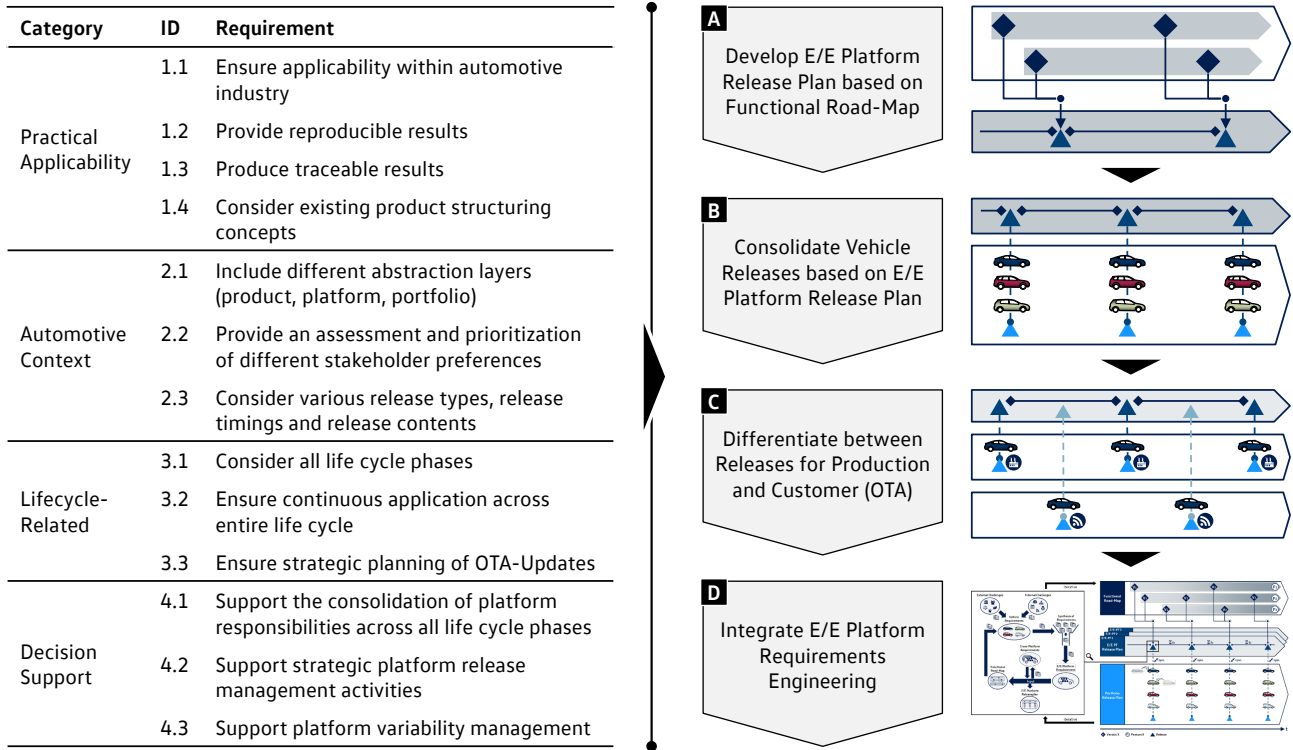 Category ID Requirement
Practical
Applicability
1.1 Ensure applicability within automotive
industry
1.2 Provide reproducible results
1.3 Produce traceable results
1.4 Consider existing product structuring
concepts
Automotive
Context
2.1 Include different abstraction layers
(product, platform, portfolio)
2.2 Provide an assessment and prioritization
of different stakeholder preferences
2.3 Consider various release types, release
timings and release contents
Lifecycle-
Related
3.1 Consider all life cycle phases
3.2 Ensure continuous application across
entire life cycle
3.3 Ensure strategic planning of OTA-Updates
Decision
Support
4.1 Support the consolidation of platform
responsibilities across all life cycle phases
4.2 Support strategic platform release
management activities
4.3 Support platform variability management
A
Develop E/E Platform
Release Plan based on
Functional Road-Map
B
Consolidate Vehicle
Releases based on E/E
Platform Release Plan
C
Differentiate between
Releases for Production
and Customer (OTA)
D
Integrate E/E Platform
Requirements
Engineering
Functional
Road-Map
E/E PF
Release Plan
Release
t